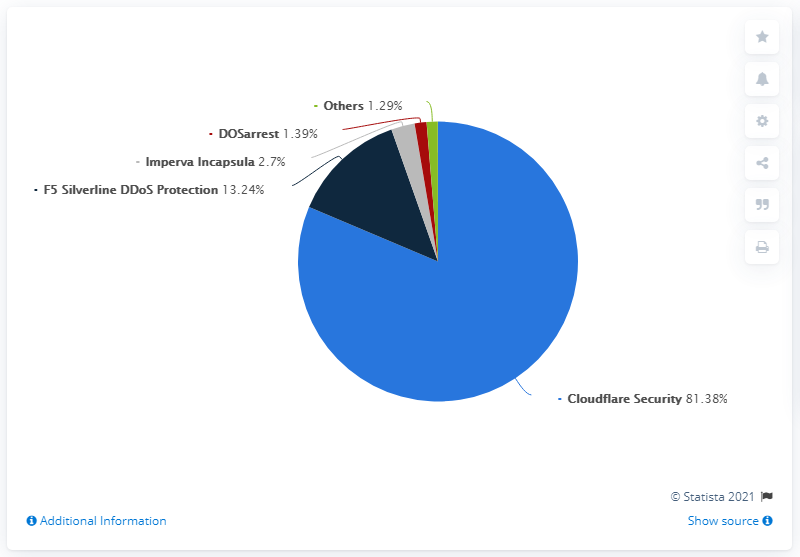 Others 1.29%
DOSarrest 1.39%
Imperva Incapsula 2.7%
F5 Silverline DDoS Protection 13.24%
Cloudflare Security 81.38%
© Statista 2021
Additional Information
Show source